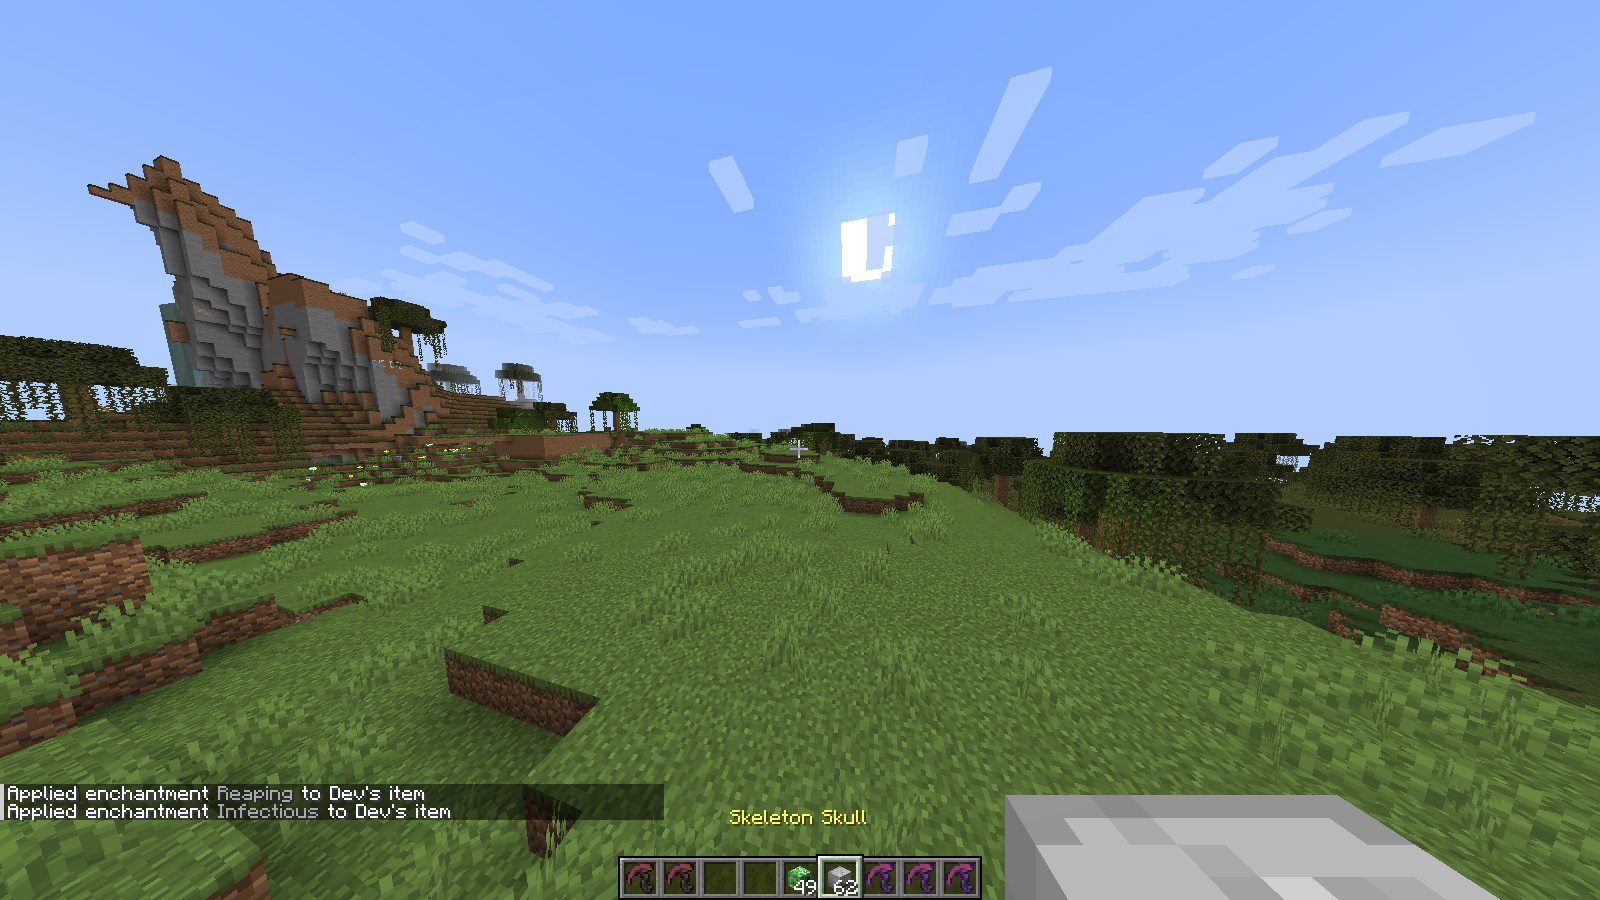 Applied enchantment Reaping to Dev's item
Applied enchantment Infectious to Dev's item
Skeleton Skull
49
62